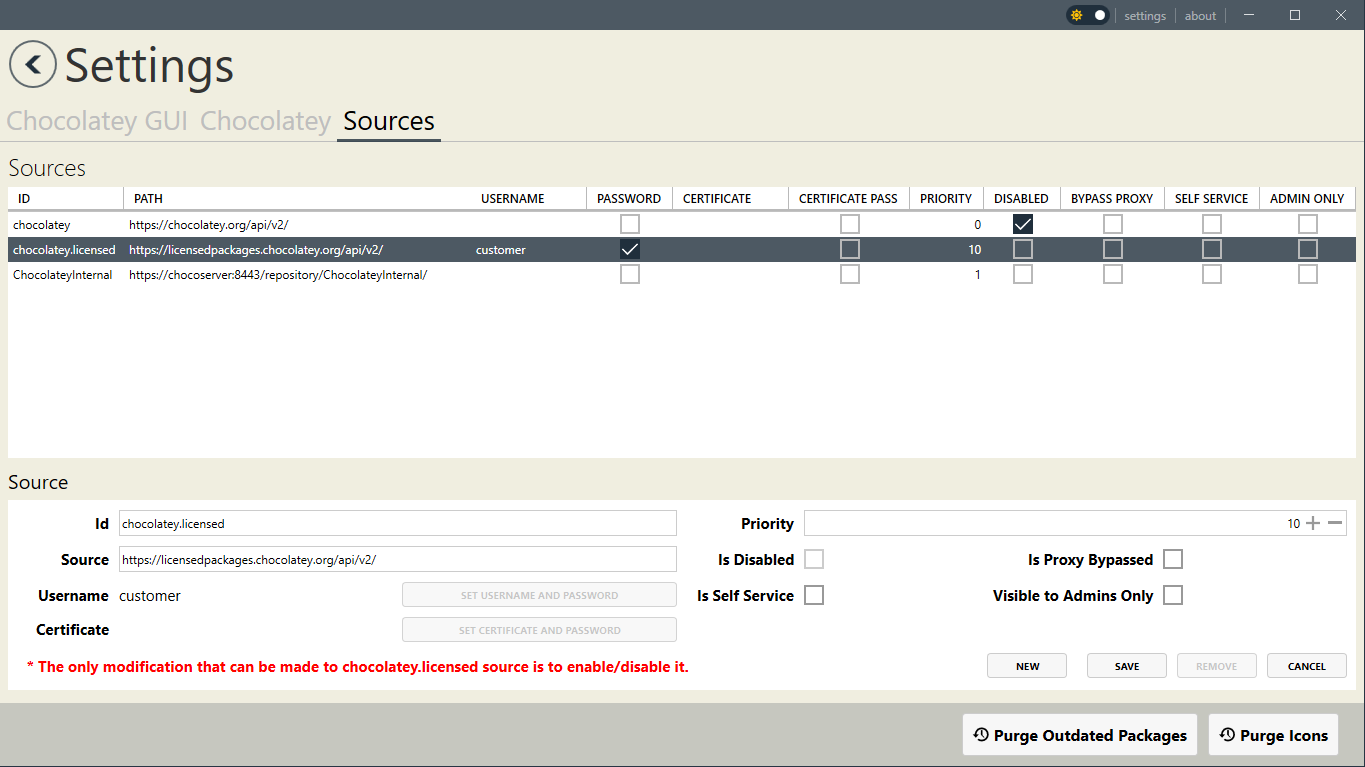 settings about
Settings
Chocolatey GUI Chocolatey Sources
Sources
ID PATH USERNAME PASSWORD CERTIFICATE CERTIFICATE PASS PRIORITY DISABLED BYPASS PROXY SELF SERVICE ADMIN ONLY
chocolatey https://chocolatey.org/api/v2/ 0
chocolatey.licensed https://licensedpackages.chocolatey.org/api/v2/ customer 10
ChocolateyInternal https://chocoserver:8443/repository/ChocolateyInternal/ 1
Source
Id chocolatey.licensed Priority 10
Source https://licensedpackages.chocolatey.org/api/v2/ Is Disabled Is Proxy Bypassed
Username customer SET USERNAME AND PASSWORD Is Self Service Visible to Admins Only
Certificate SET CERTIFICATE AND PASSWORD
* The only modification that can be made to chocolatey.licensed source is to enable/disable it. NEW SAVE REMOVE CANCEL
Purge Outdated Packages Purge Icons